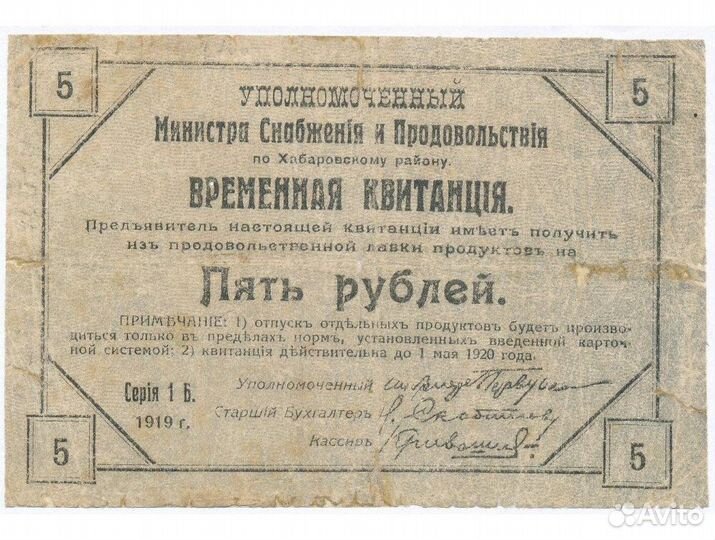 5 5
УПОЛНОМОЧЕННЫЙ
Министра Снабженія и Продовольствія
по Хабаровскому району.
ВРЕМЕННАЯ КВИТАНЦІЯ.
Предъявитель настоящей квитанціи имѣетъ получить
изъ продовольственной лавки продуктовъ на
Пять рублей.
ПРИМѢЧАНІЕ: 1) отпускъ отдѣльныхъ продуктовъ будетъ произво-
диться только въ предѣлахъ нормъ, установленныхъ введенной карточ-
ной системой; 2) квитанція дѣйствительна до 1 мая 1920 года.
Уполномоченный
Серія 1 Б.
Старшій Бухгалтеръ
1919 г.
Кассиръ
5 5
Avito